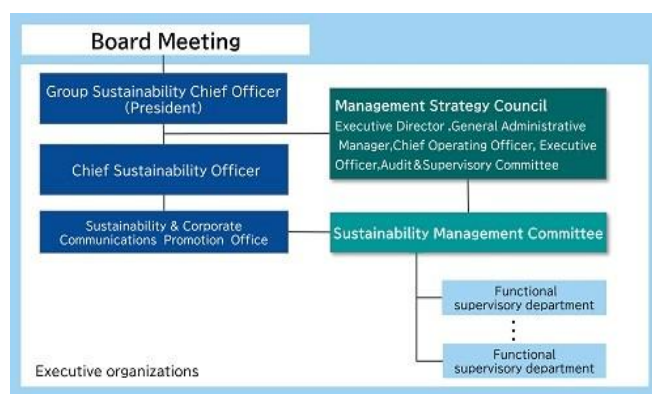 Board Meeting
Group Sustainability Chief Officer
(President)
Management Strategy Council
Executive Director .General Administrative
Manager,Chief Operating Officer, Executive
Officer,Audit&Supervisory Committee
Chief Sustainability Officer
Sustainability & Corporate
Communications Promotion Office
Sustainability Management Committee
Functional
supervisory department
Functional
supervisory department
Executive organizations